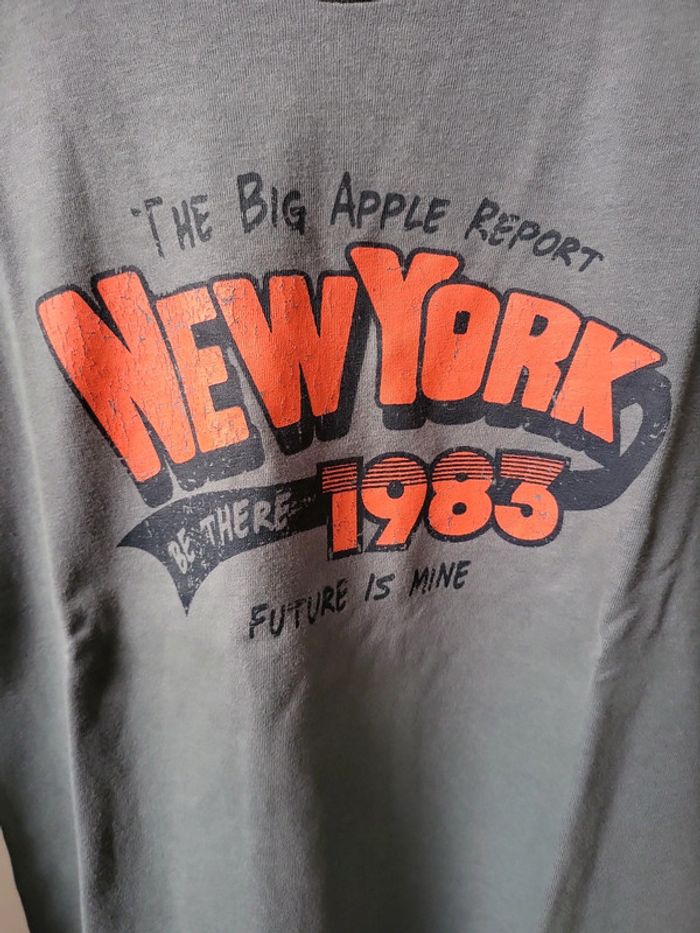 THE BIG APPLE REPORT
NEW YORK
BE THERE
1983
FUTURE IS MINE